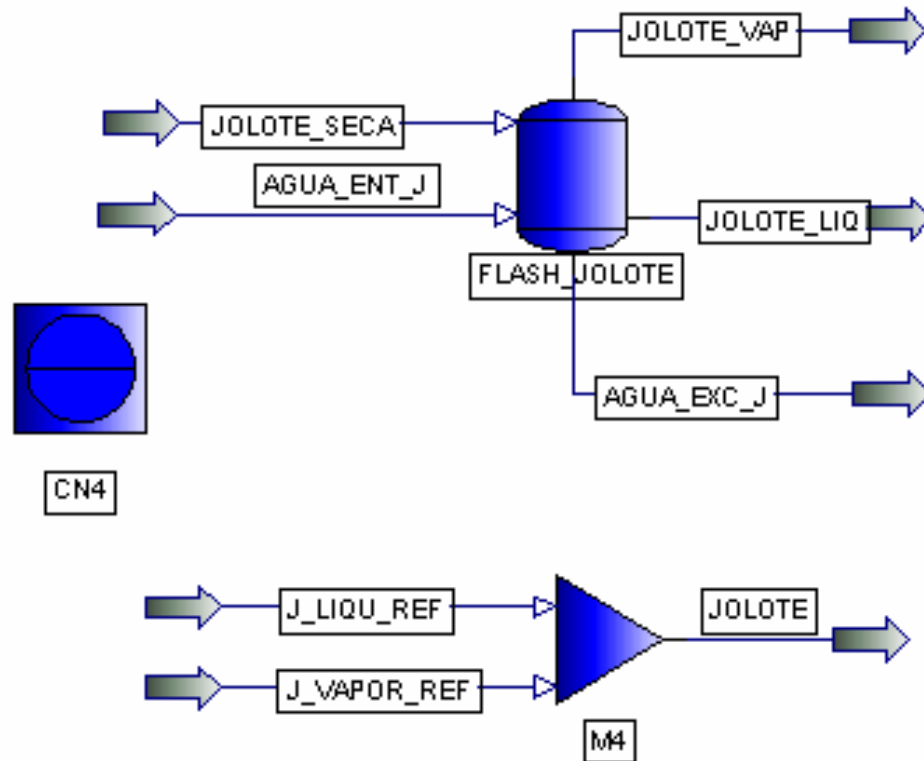 JOLOTE_VAP
JOLOTE_SECA
AGUA_ENT_J
JOLOTE_LIQ
FLASH_JOLOTE
AGUA_EXC_J
CN4
J_LIQU_REF
JOLOTE
J_VAPOR_REF
M4